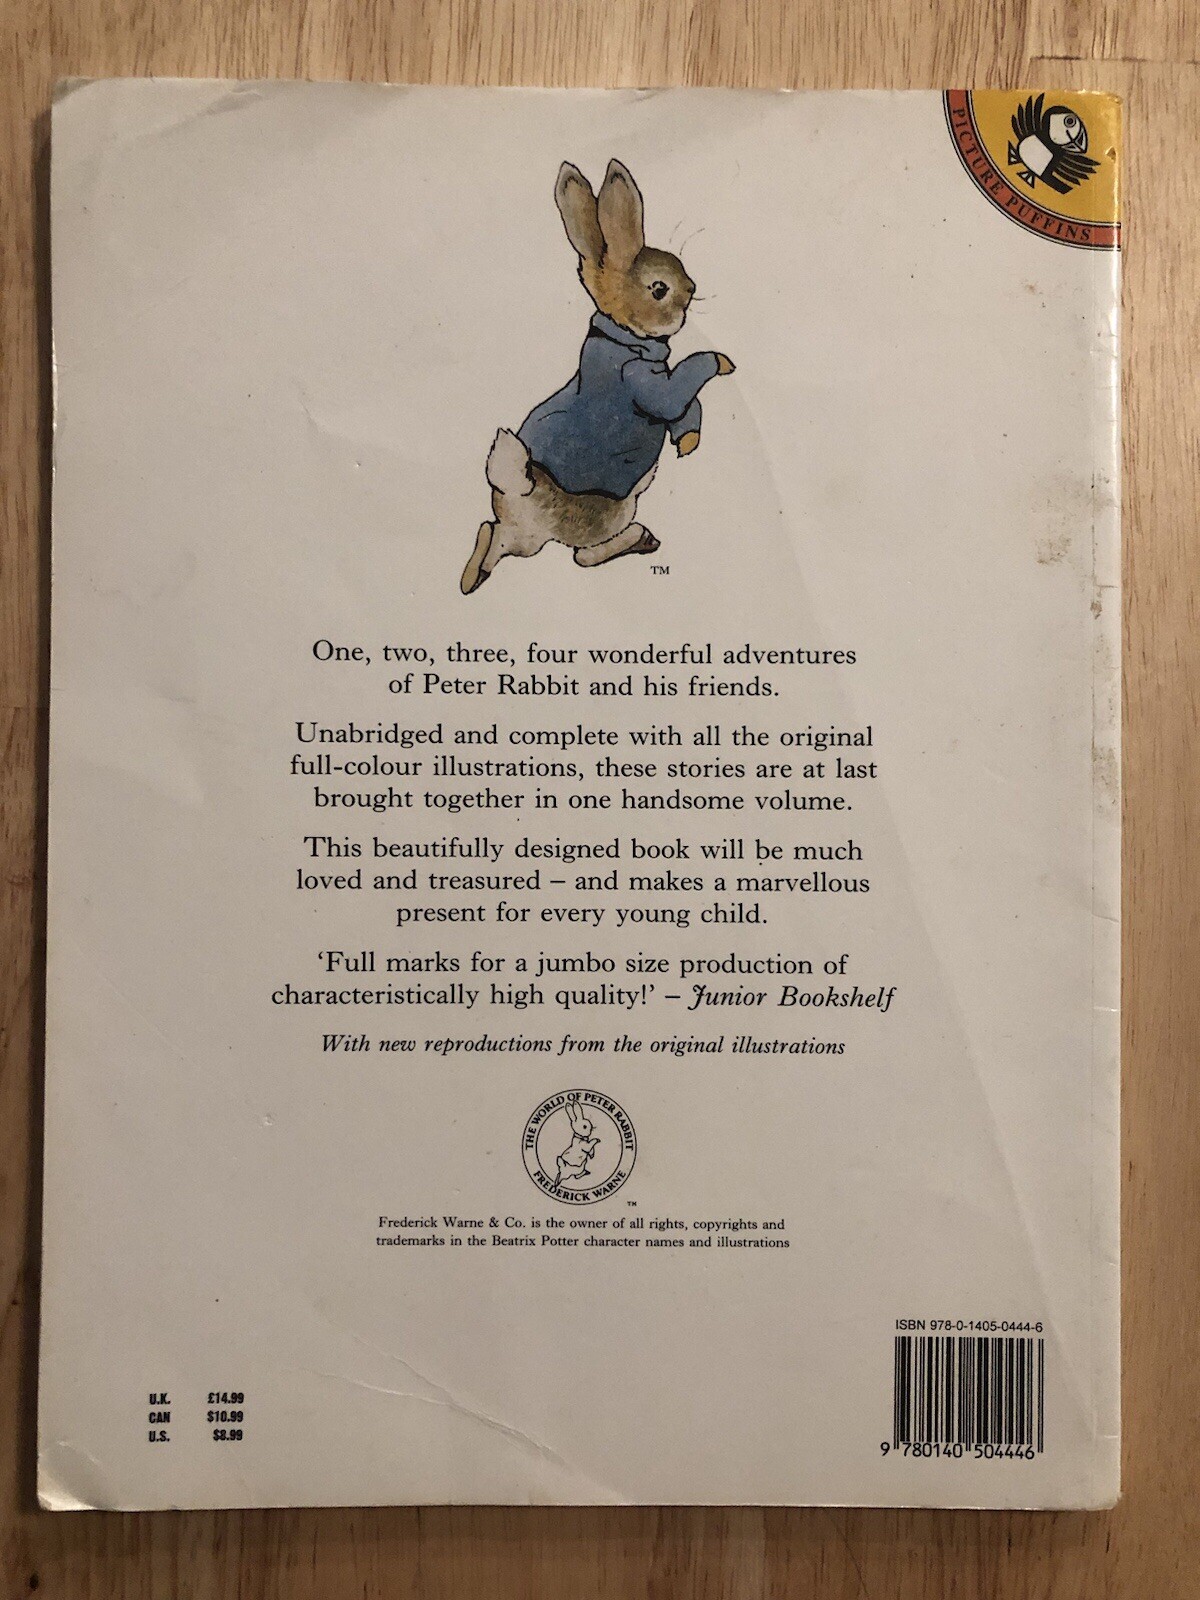 PICTURE PUFFINS
TM
One, two, three, four wonderful adventures
of Peter Rabbit and his friends.
Unabridged and complete with all the original
full-colour illustrations, these stories are at last
brought together in one handsome volume.
This beautifully designed book will be much
loved and treasured – and makes a marvellous
present for every young child.
‘Full marks for a jumbo size production of
characteristically high quality!’ – Junior Bookshelf
With new reproductions from the original illustrations
THE WORLD OF PETER RABBIT
FREDERICK WARNE
TM
Frederick Warne & Co. is the owner of all rights, copyrights and
trademarks in the Beatrix Potter character names and illustrations
ISBN 978-0-1405-0444-6
U.K. £14.99
CAN $10.99
U.S. $8.99
9 780140 504446